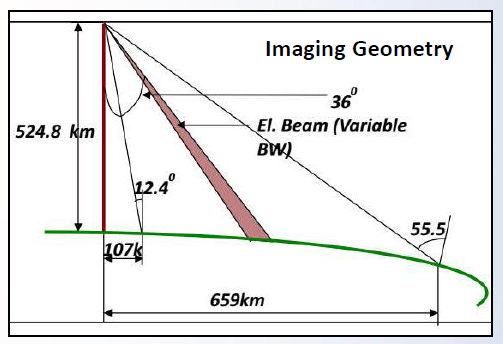 Imaging Geometry
36⁰
524.8 km
El. Beam (Variable
BW)
12.4⁰
55.5
107k
659km